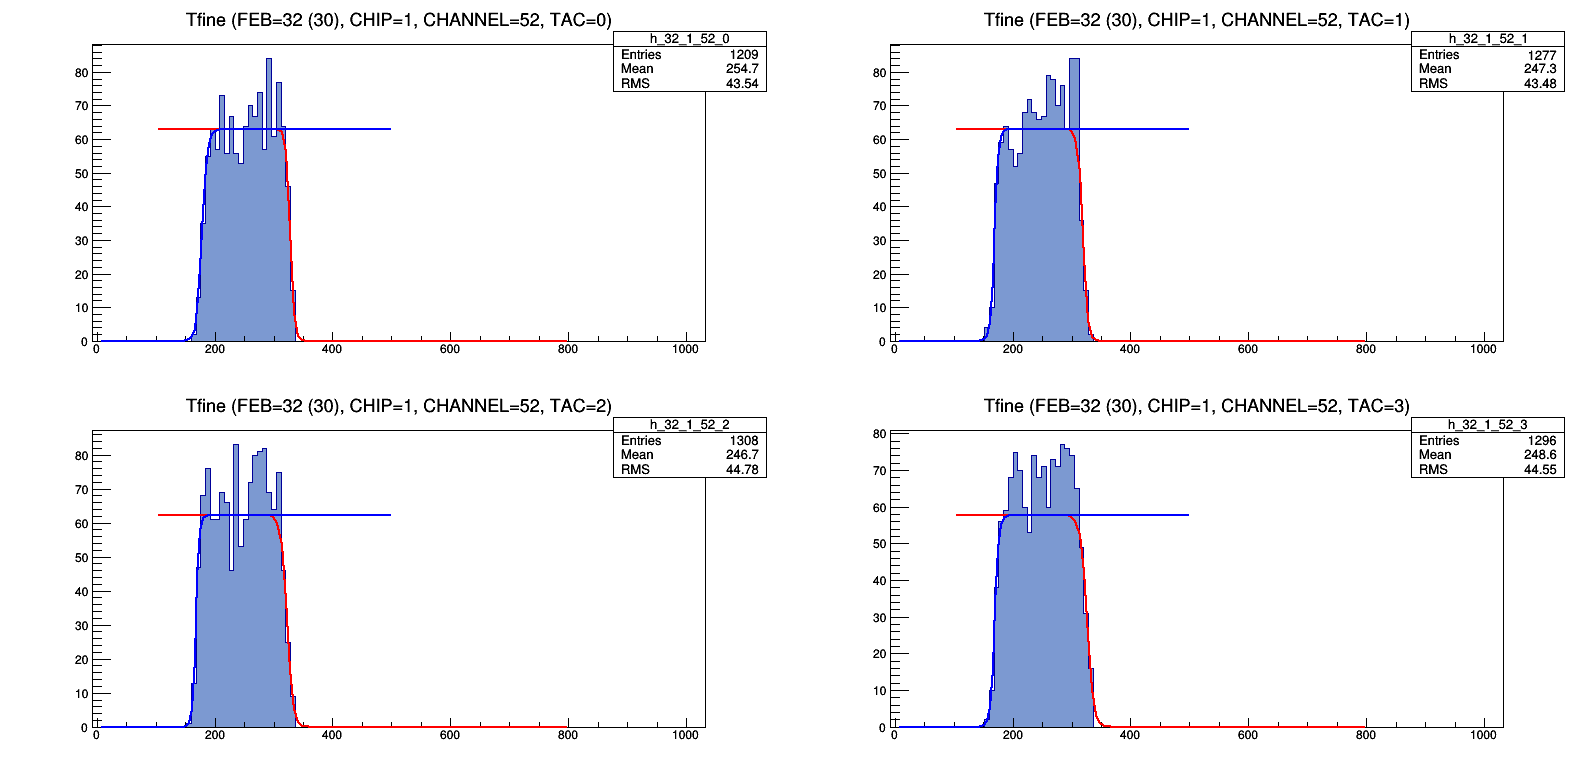 Tfine (FEB=32 (30), CHIP=1, CHANNEL=52, TAC=0)
h_32_1_52_0
Entries 1209
Mean 254.7
RMS 43.54
80
70
60
50
40
30
20
10
0
0 200 400 600 800 1000
Tfine (FEB=32 (30), CHIP=1, CHANNEL=52, TAC=1)
h_32_1_52_1
Entries 1277
Mean 247.3
RMS 43.48
80
70
60
50
40
30
20
10
0
0 200 400 600 800 1000
Tfine (FEB=32 (30), CHIP=1, CHANNEL=52, TAC=2)
h_32_1_52_2
Entries 1308
Mean 246.7
RMS 44.78
80
70
60
50
40
30
20
10
0
0 200 400 600 800 1000
Tfine (FEB=32 (30), CHIP=1, CHANNEL=52, TAC=3)
h_32_1_52_3
Entries 1296
Mean 248.6
RMS 44.55
80
70
60
50
40
30
20
10
0
0 200 400 600 800 1000